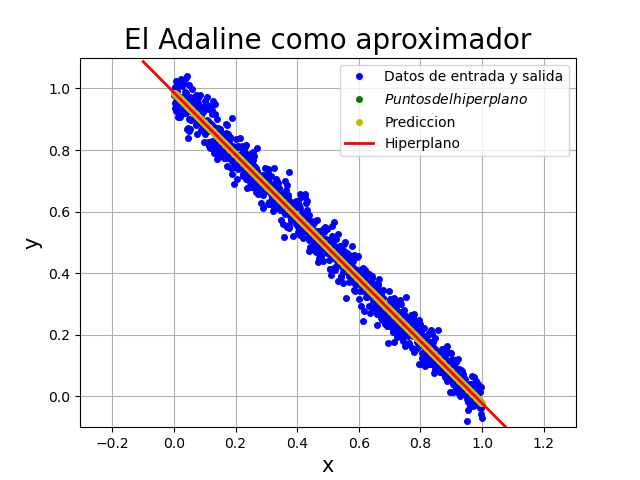 El Adaline como aproximador
Datos de entrada y salida
Puntosdelhiperplano
Prediccion
Hiperplano
1.0
0.8
0.6
0.4
0.2
0.0
y
−0.2
0.0
0.2
0.4
0.6
0.8
1.0
1.2
x